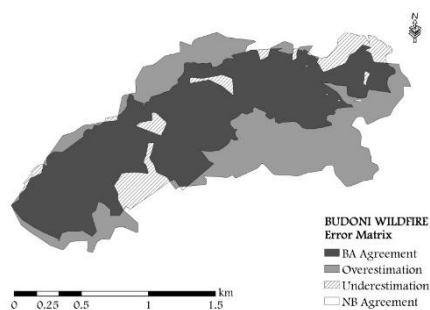 N
BUDONI WILDFIRE
Error Matrix
BA Agreement
Overestimation
Underestimation
NB Agreement
km
0 0.25 0.5 1 1.5